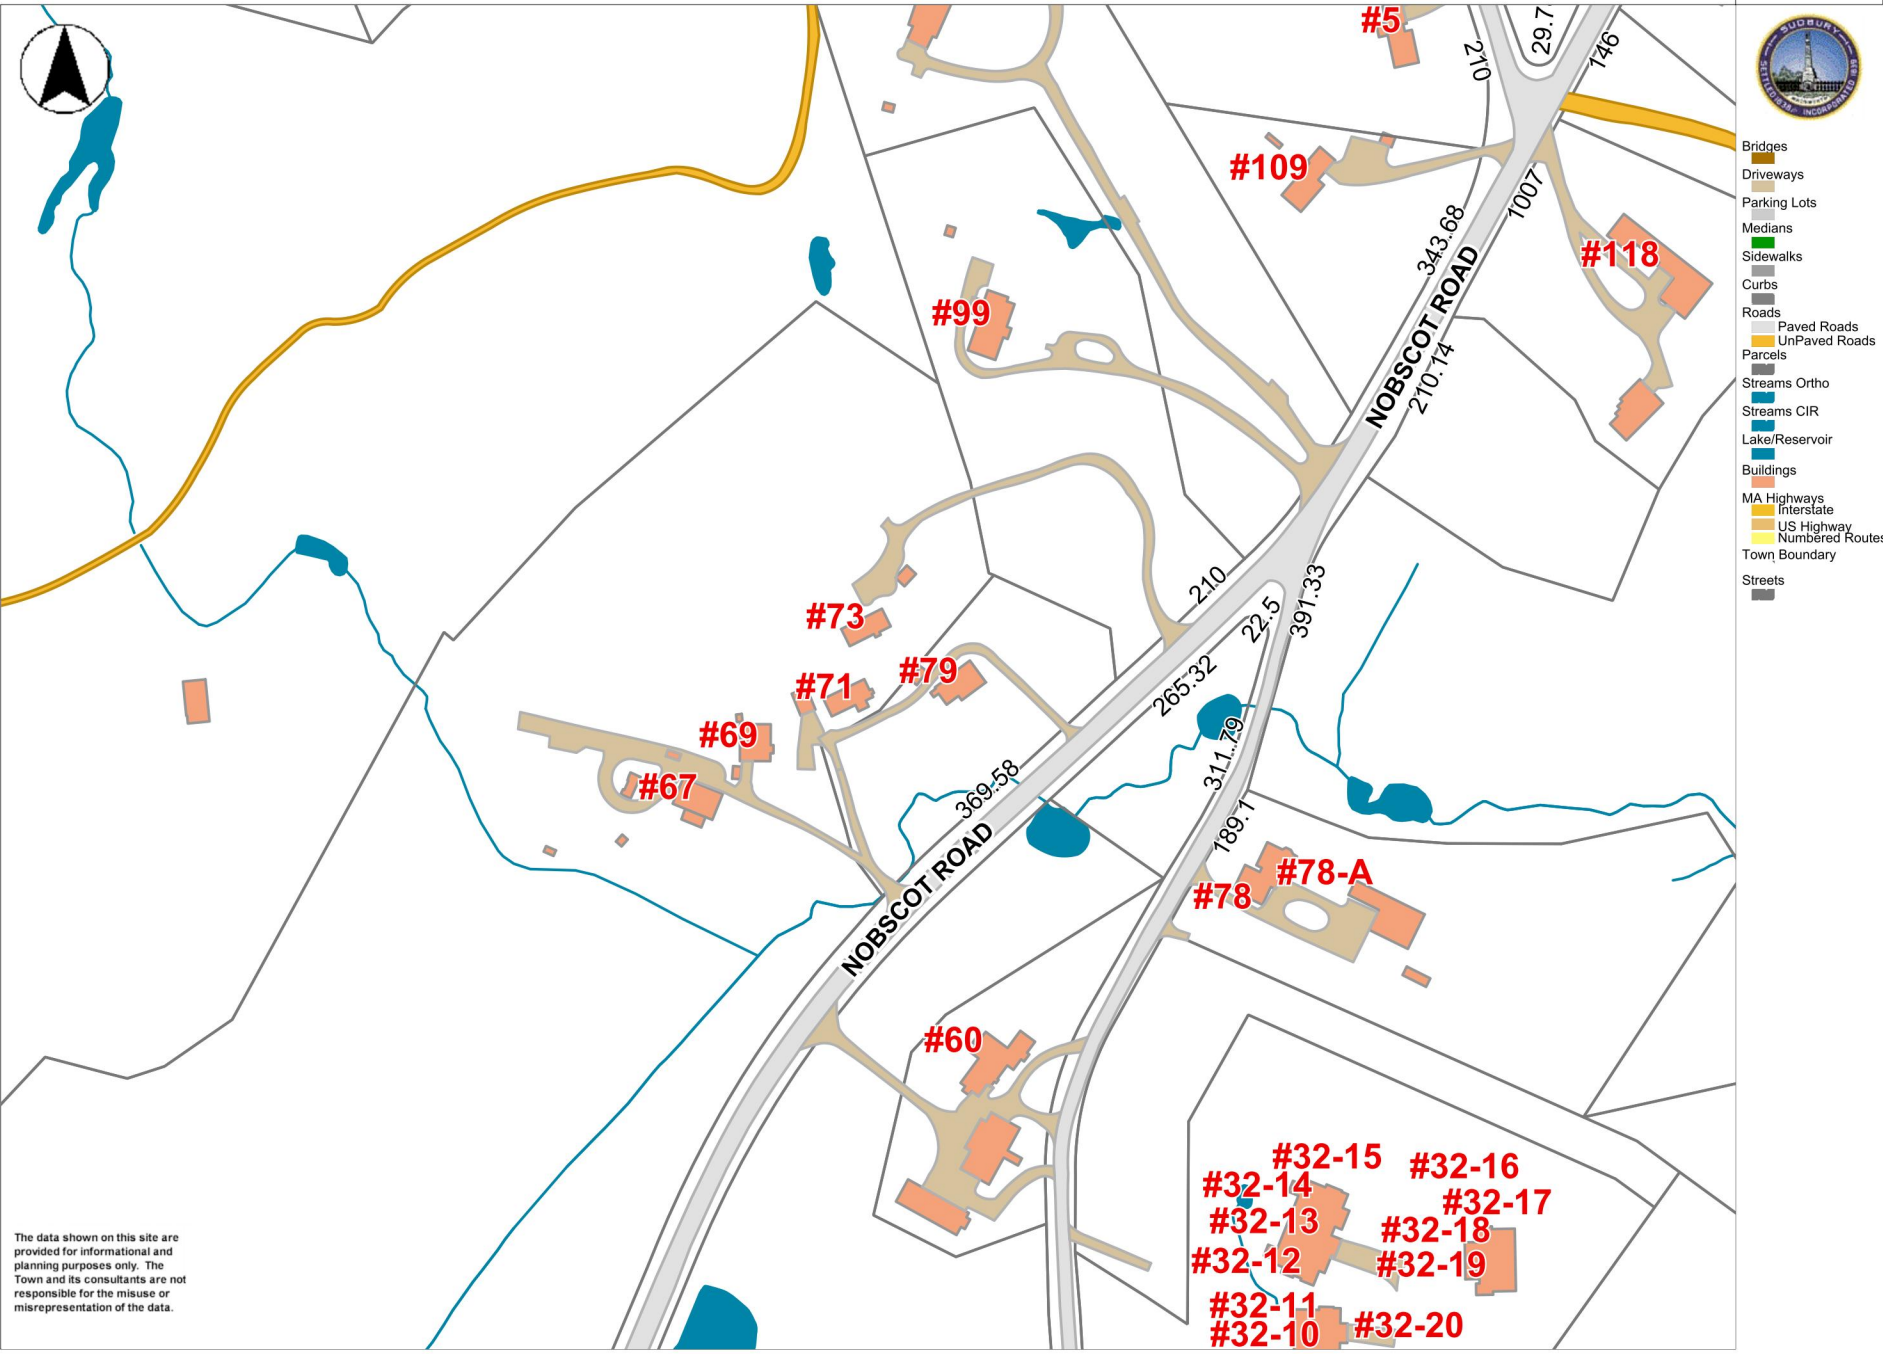 #5
210
29.7
146
#109
1007
#118
343.68
NOBSCOT ROAD
210.14
#99
210
22.5
391.33
#73
265.32
#71
#79
#69
#67
311.79
369.58
189.1
NOBSCOT ROAD
#78-A
#78
#60
#32-15
#32-16
#32-14
#32-17
#32-13
#32-18
#32-12
#32-19
#32-11
#32-20
#32-10
The data shown on this site are
provided for informational and
planning purposes only. The
Town and its consultants are not
responsible for the misuse or
misrepresentation of the data.
SUDBURY
SETTLED 1638
INCORPORATED 1639
Bridges
Driveways
Parking Lots
Medians
Sidewalks
Curbs
Roads
Paved Roads
UnPaved Roads
Parcels
Streams Ortho
Streams CIR
Lake/Reservoir
Buildings
MA Highways
Interstate
US Highway
Numbered Routes
Town Boundary
Streets